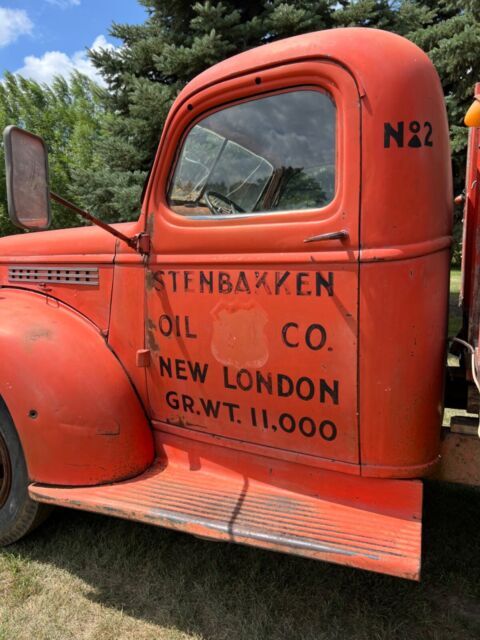 No 2
STENBAKKEN
OIL CO.
NEW LONDON
GR.WT. 11,000